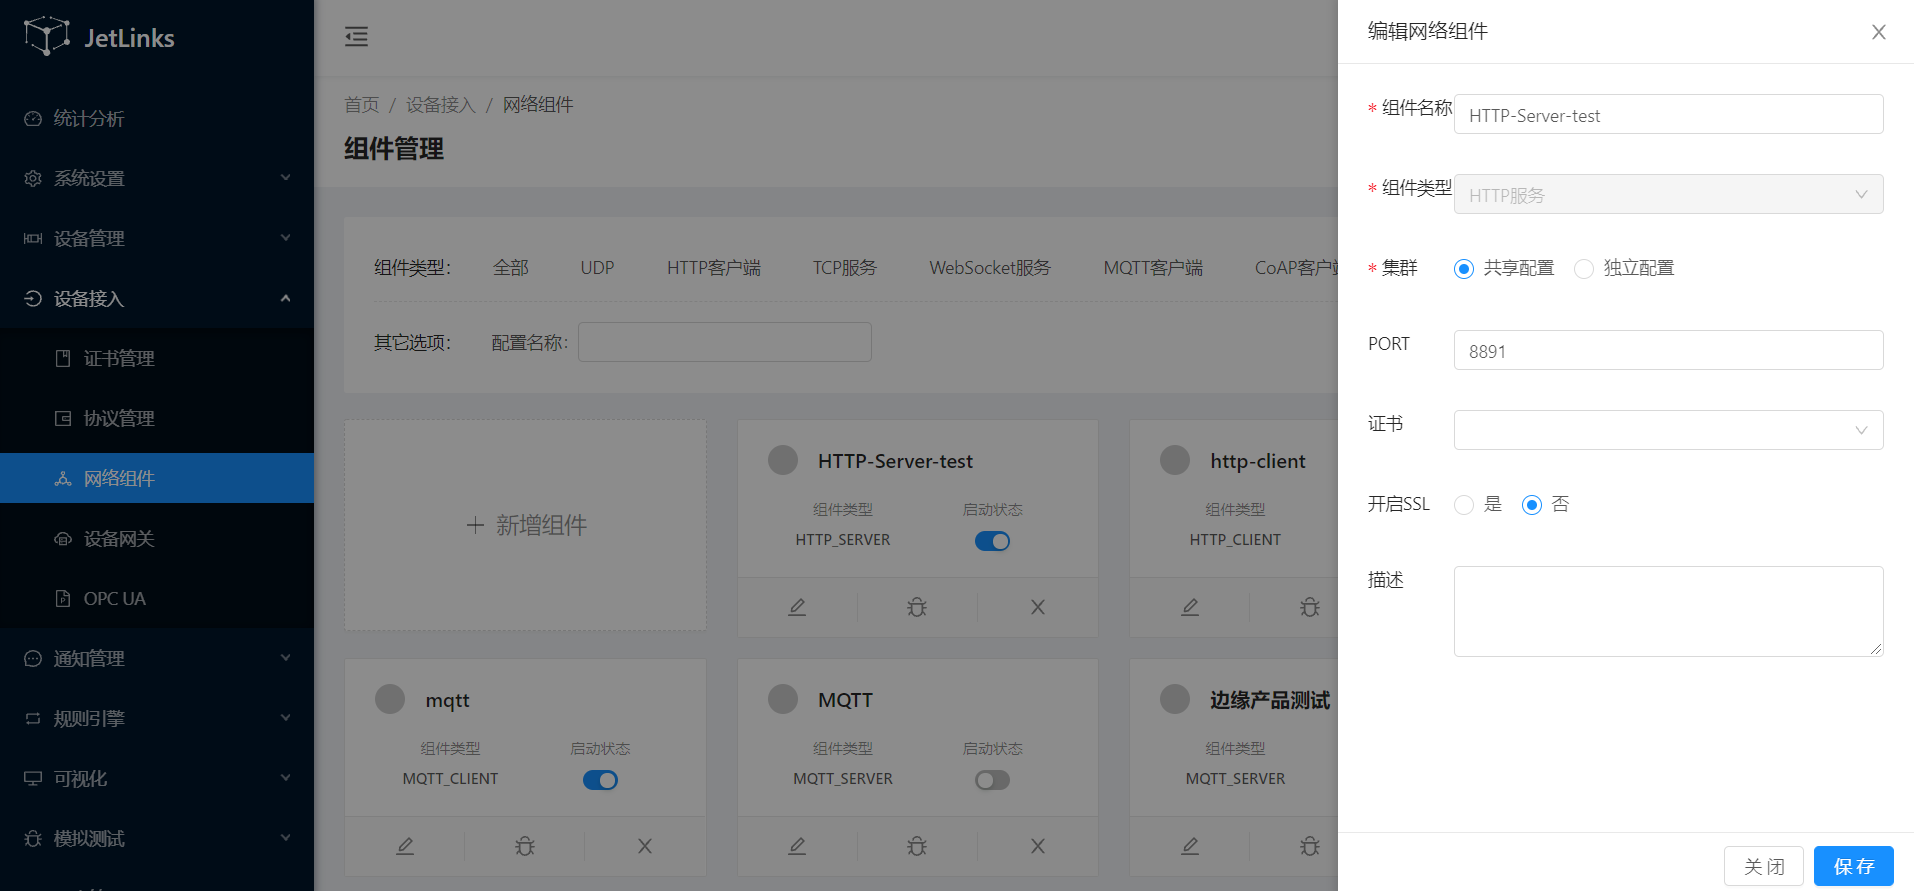 JetLinks
统计分析
系统设置
设备管理
设备接入
证书管理
协议管理
网络组件
设备网关
OPC UA
通知管理
规则引擎
可视化
模拟测试
首页 / 设备接入 / 网络组件
组件管理
组件类型: 全部 UDP HTTP客户端 TCP服务 WebSocket服务 MQTT客户端 CoAP客户
其它选项: 配置名称:
+ 新增组件
HTTP-Server-test
组件类型 启动状态
HTTP_SERVER
http-client
组件类型
HTTP_CLIENT
mqtt
组件类型 启动状态
MQTT_CLIENT
MQTT
组件类型 启动状态
MQTT_SERVER
边缘产品测试
组件类型
MQTT_SERVER
编辑网络组件
* 组件名称 HTTP-Server-test
* 组件类型 HTTP服务
* 集群 共享配置 独立配置
PORT 8891
证书
开启SSL 是 否
描述
关 闭 保 存